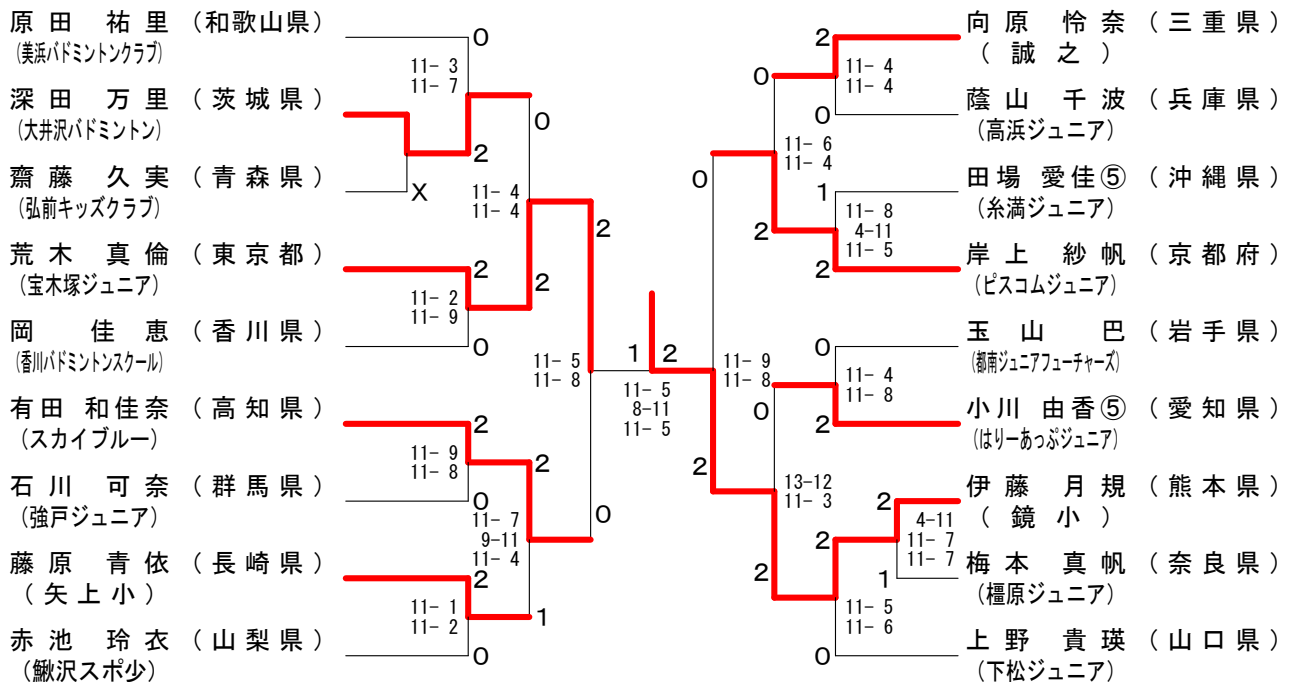 原 田 祐 里 (和歌山県)
(美浜バドミントンクラブ)
0
11- 3
11- 7
深 田 万 里 ( 茨 城 県 )
(大井沢バドミントン)
2
0
齋 藤 久 実 ( 青 森 県 )
(弘前キッズクラブ)
X
11- 4
11- 4
2
荒 木 真 倫 ( 東 京 都 )
(宝木塚ジュニア)
2
11- 2
11- 9
2
岡 佳 恵 ( 香 川 県 )
(香川バドミントンスクール)
0
11- 5
11- 8
有 田 和佳奈 ( 高 知 県 )
(スカイブルー)
2
11- 9
11- 8
2
石 川 可 奈 ( 群 馬 県 )
(強戸ジュニア)
0
11- 7
9-11
11- 4
0
藤 原 青 依 ( 長 崎 県 )
( 矢 上 小 )
2
11- 1
11- 2
1
赤 池 玲 衣 ( 山 梨 県 )
(鰍沢スポ少)
0
1 2
11- 5
8-11
11- 5
向 原 怜 奈 ( 三 重 県 )
( 誠 之 )
2
11- 4
11- 4
0
蔭 山 千 波 ( 兵 庫 県 )
(高浜ジュニア)
0
11- 6
11- 4
0
田 場 愛佳⑤ ( 沖 縄 県 )
(糸満ジュニア)
1
11- 8
4-11
11- 5
2
岸 上 紗 帆 ( 京 都 府 )
(ピスコムジュニア)
2
玉 山 巴 ( 岩 手 県 )
(都南ジュニアフューチャーズ)
0
11- 9
11- 8
11- 4
11- 8
0
小 川 由香⑤ ( 愛 知 県 )
(はりーあっぷジュニア)
2
2
13-12
11- 3
伊 藤 月 規 ( 熊 本 県 )
( 鏡 小 )
2
4-11
11- 7
11- 7
2
梅 本 真 帆 ( 奈 良 県 )
(橿原ジュニア)
1
2
11- 5
11- 6
上 野 貴 瑛 ( 山 口 県 )
(下松ジュニア)
0